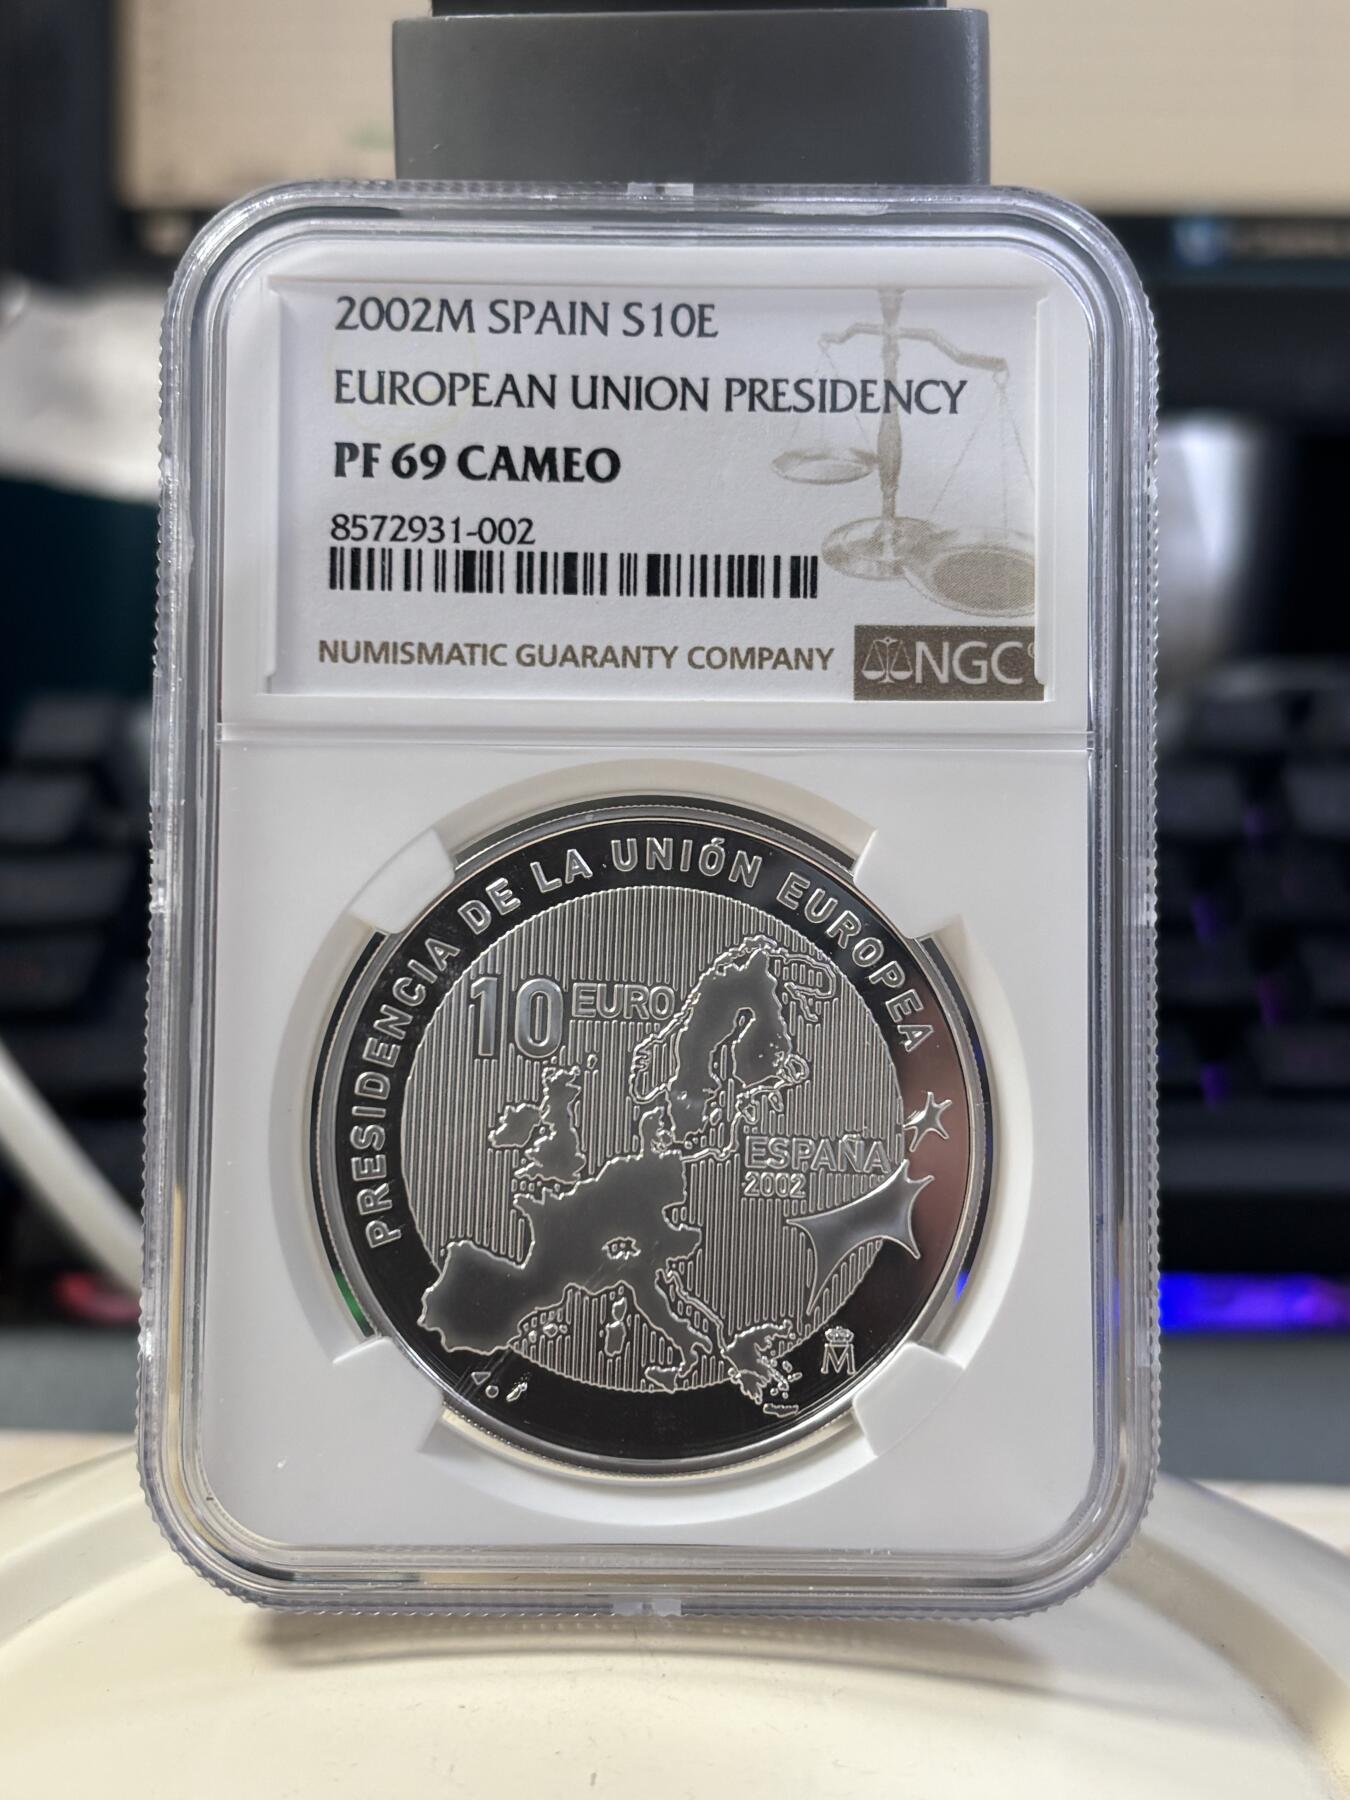 2002M SPAIN S10E
EUROPEAN UNION PRESIDENCY
PF 69 CAMEO
8572931-002
NUMISMATIC GUARANTY COMPANY
NGC
PRESIDENCIA DE LA UNIÓN EUROPEA
10 EURO
ESPAÑA
2002
M